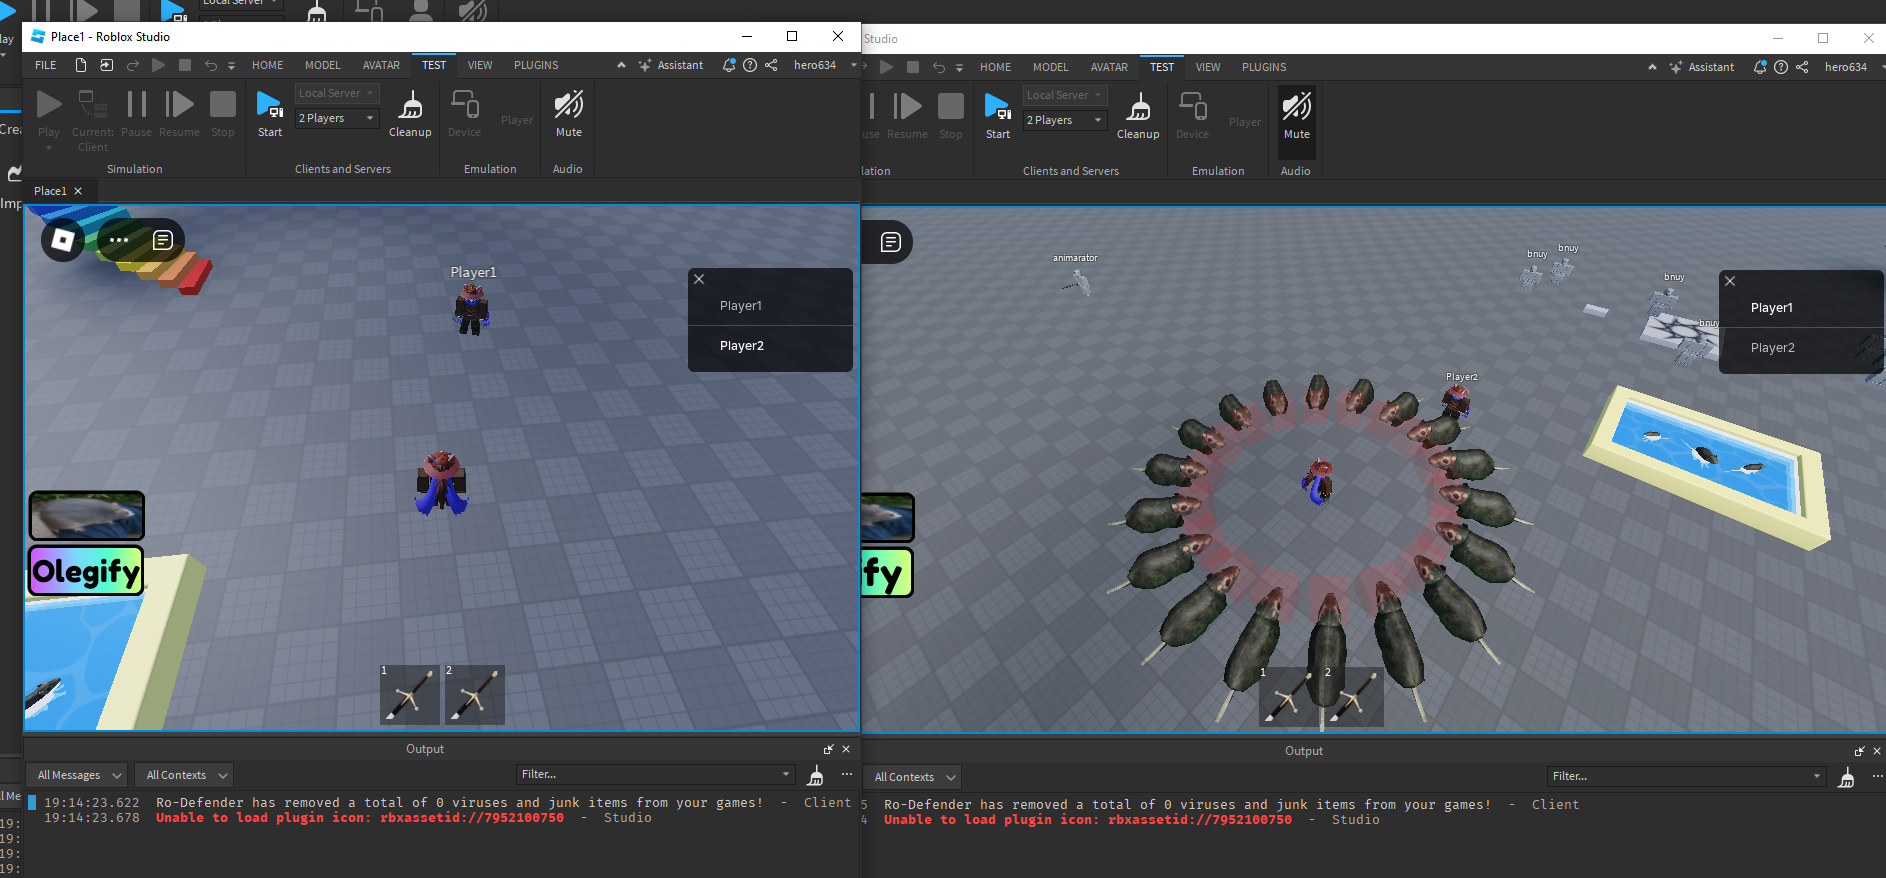 Local Server
lay
Crea
Imp
ll Me
19:
19:
19:
19:
Place1 - Roblox Studio
FILE
HOME
MODEL
AVATAR
TEST
VIEW
PLUGINS
Assistant
hero634
Play
Current:
Client
Pause
Resume
Stop
Start
Local Server
2 Players
Cleanup
Device
Player
Mute
Simulation
Clients and Servers
Emulation
Audio
Place1
Player1
Player1
Player2
Olegify
1
2
Output
All Messages
All Contexts
Filter...
19:14:23.622 Ro-Defender has removed a total of 0 viruses and junk items from your games! - Client
19:14:23.678 Unable to load plugin icon: rbxassetid://7952100750 - Studio
Studio
HOME
MODEL
AVATAR
TEST
VIEW
PLUGINS
Assistant
hero634
use
Resume
Stop
Start
Local Server
2 Players
Cleanup
Device
Player
Mute
lation
Clients and Servers
Emulation
Audio
animarator
bnuy
bnuy
bnuy
bnuy
Player1
Player2
Player2
fy
1
2
Output
All Contexts
Filter...
5 Ro-Defender has removed a total of 0 viruses and junk items from your games! - Client
4 Unable to load plugin icon: rbxassetid://7952100750 - Studio